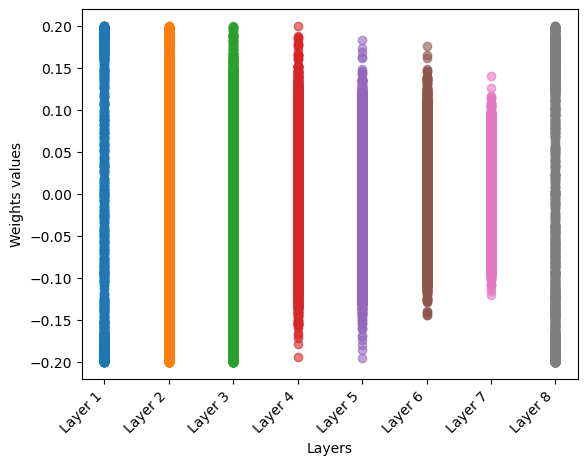 0.20
0.15
0.10
0.05
0.00
−0.05
−0.10
−0.15
−0.20
Weights values
Layer 1
Layer 2
Layer 3
Layer 4
Layer 5
Layer 6
Layer 7
Layer 8
Layers